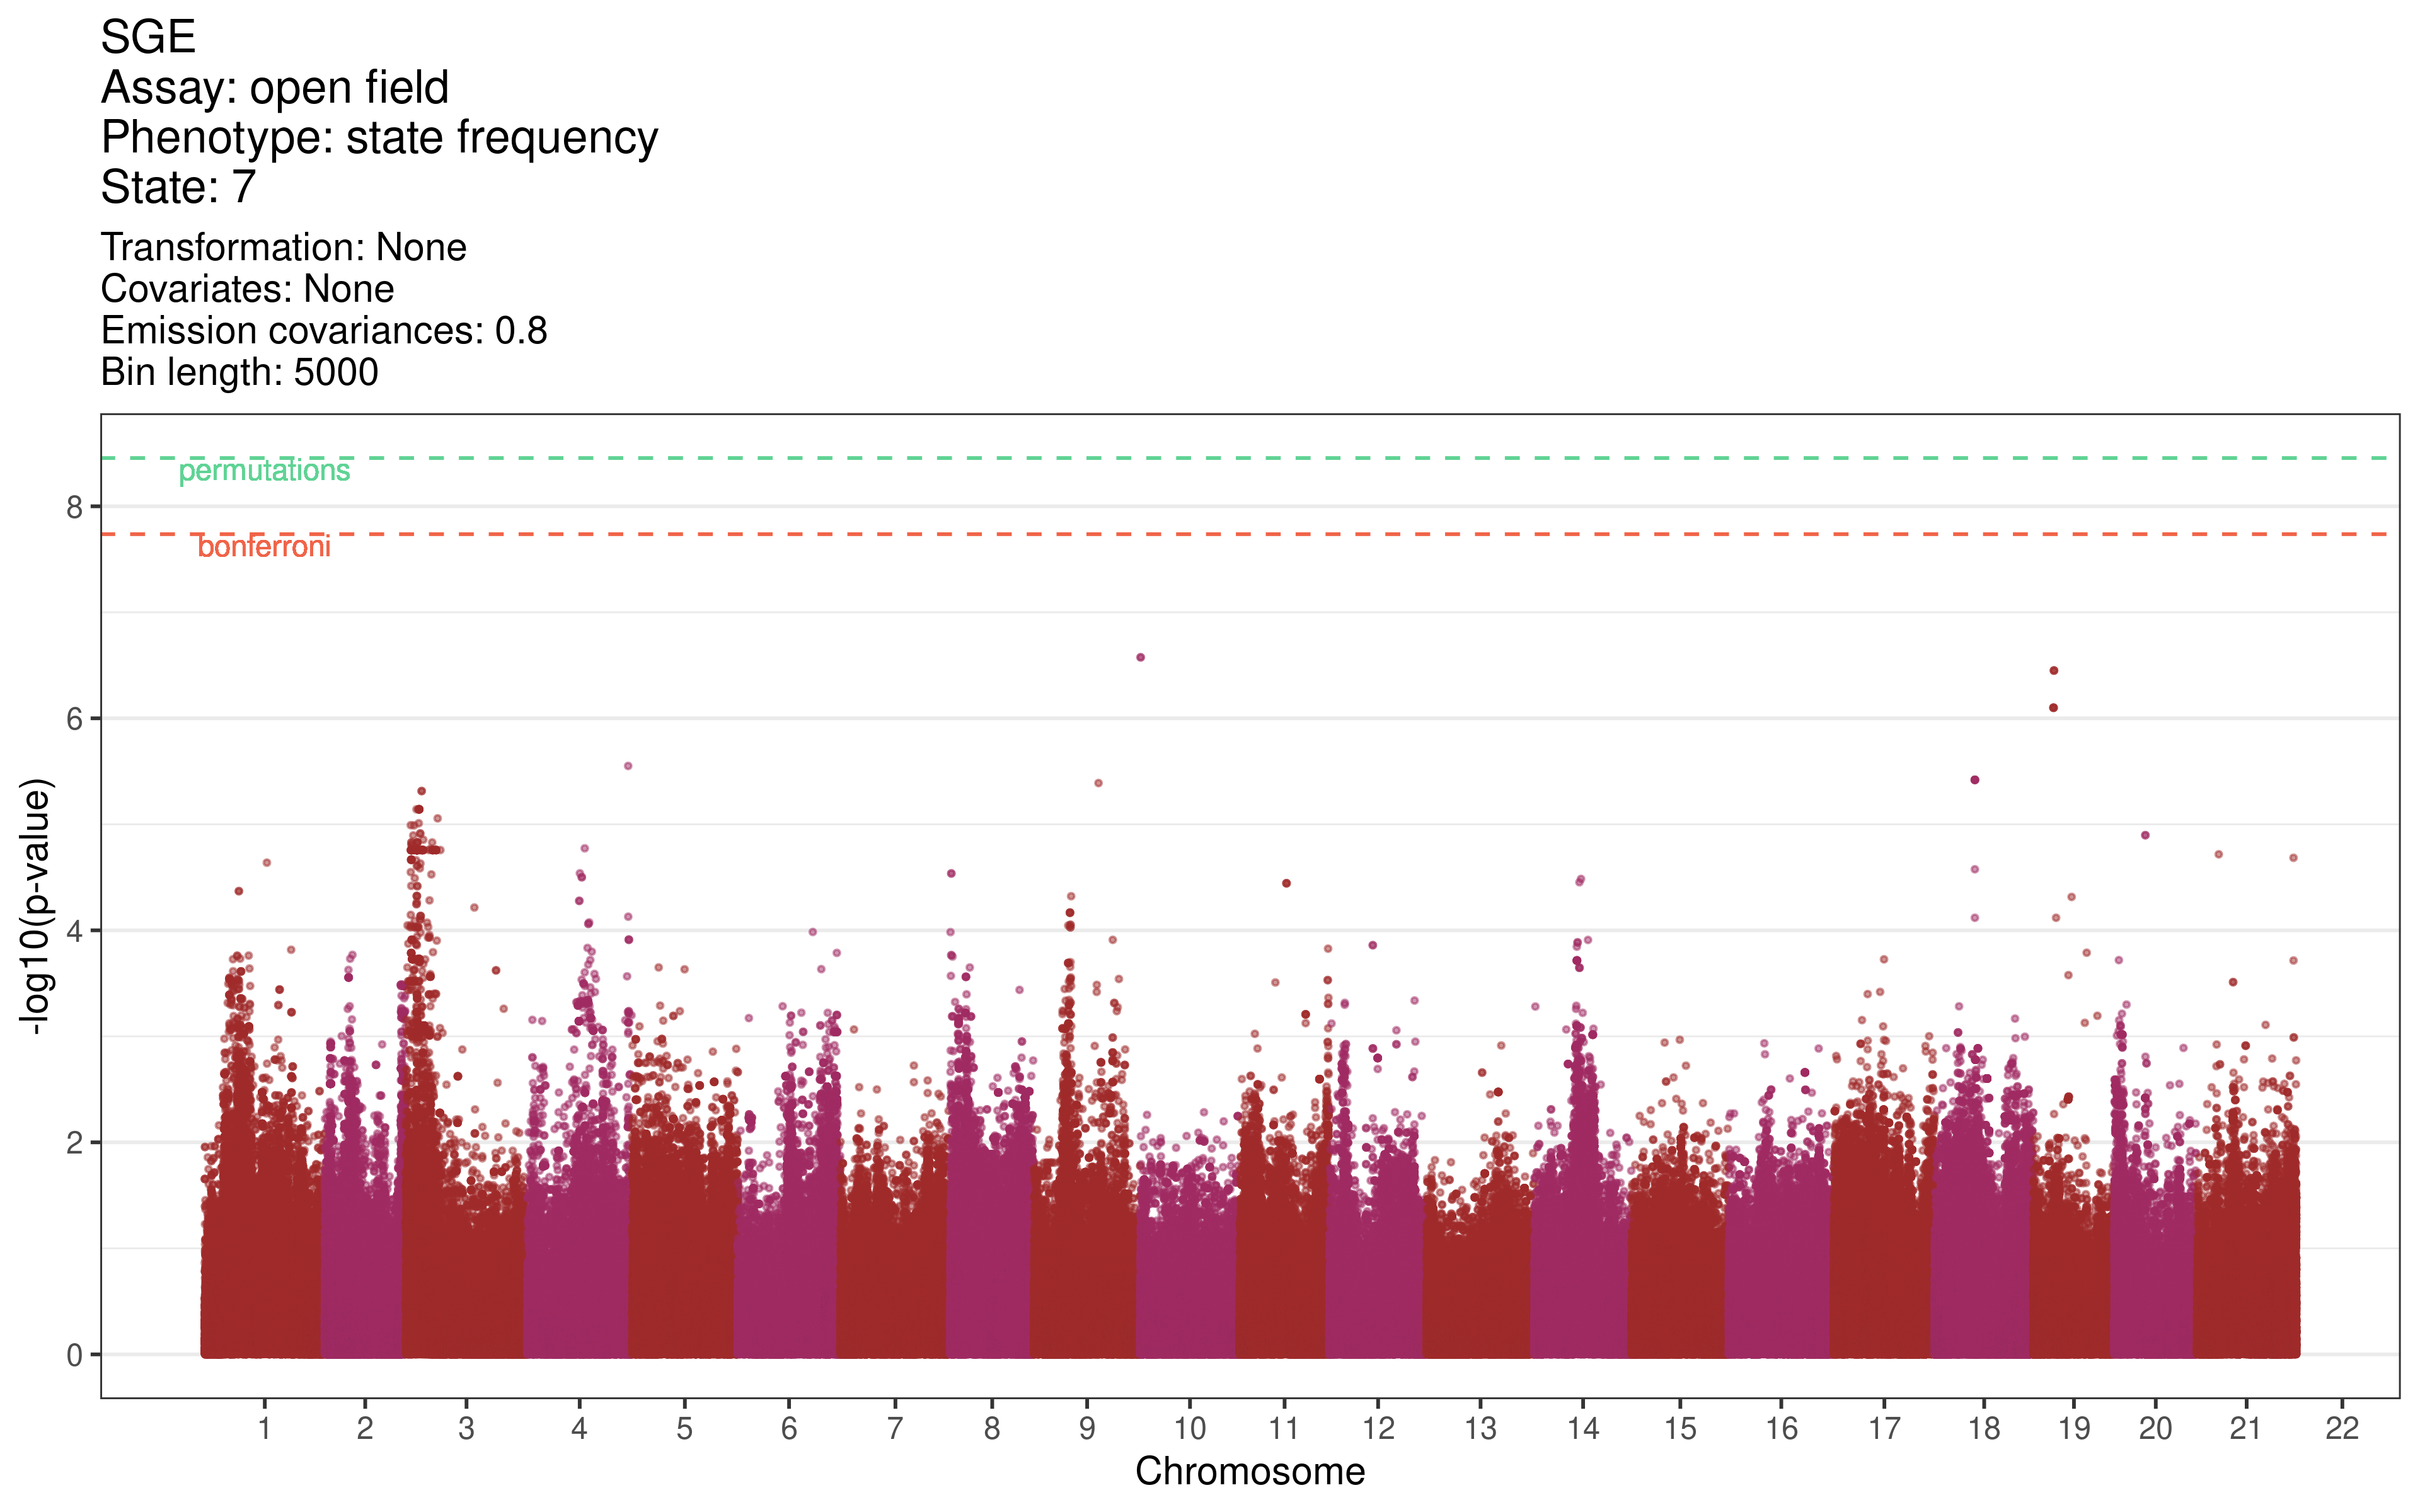 SGE
Assay: open field
Phenotype: state frequency
State: 7
Transformation: None
Covariates: None
Emission covariances: 0.8
Bin length: 5000
permutations
8
bonferroni
6
4
2
0
-log10(p-value)
1 2 3 4 5 6 7 8 9 10 11 12 13 14 15 16 17 18 19 20 21 22
Chromosome